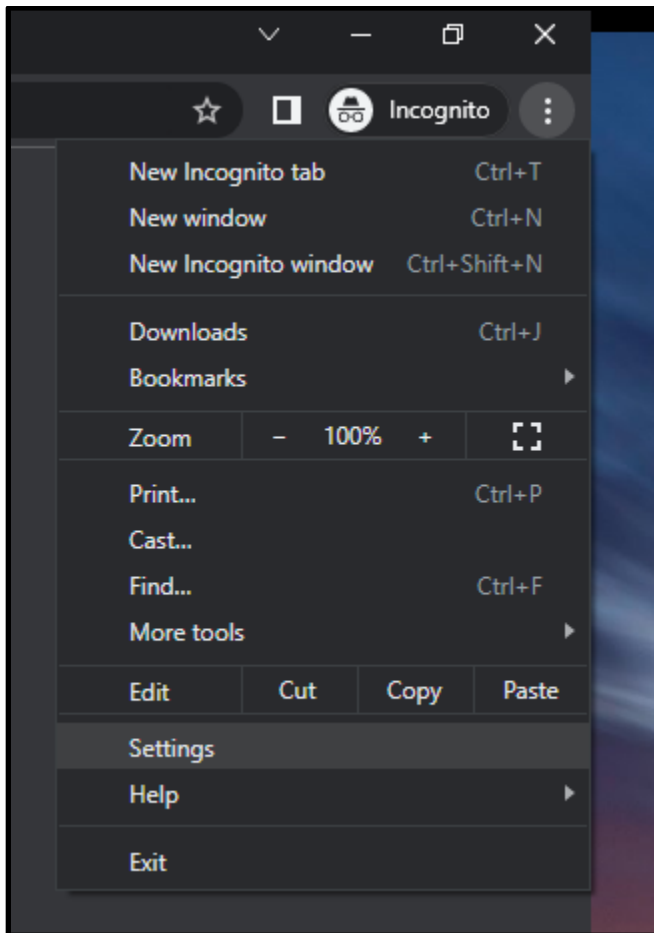 Incognito
New Incognito tab Ctrl+T
New window Ctrl+N
New Incognito window Ctrl+Shift+N
Downloads Ctrl+J
Bookmarks
Zoom - 100% +
Print... Ctrl+P
Cast...
Find... Ctrl+F
More tools
Edit Cut Copy Paste
Settings
Help
Exit